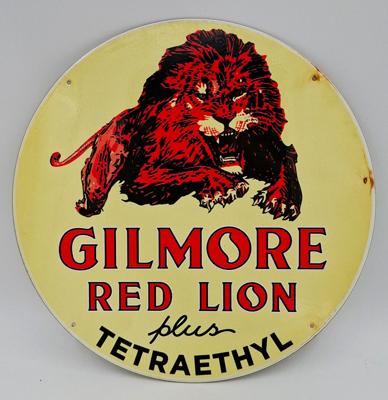 GILMORE
RED LION
plus
TETRAETHYL